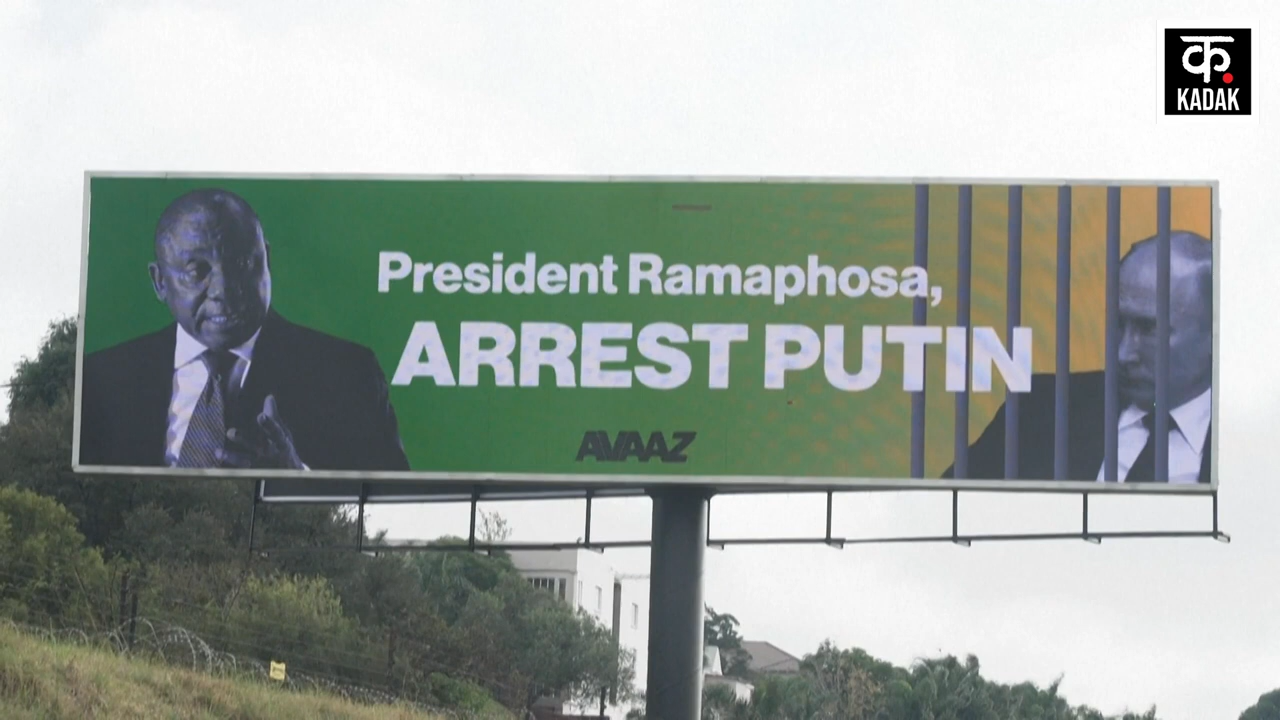 क.
KADAK
President Ramaphosa,
ARREST PUTIN
AVAAZ